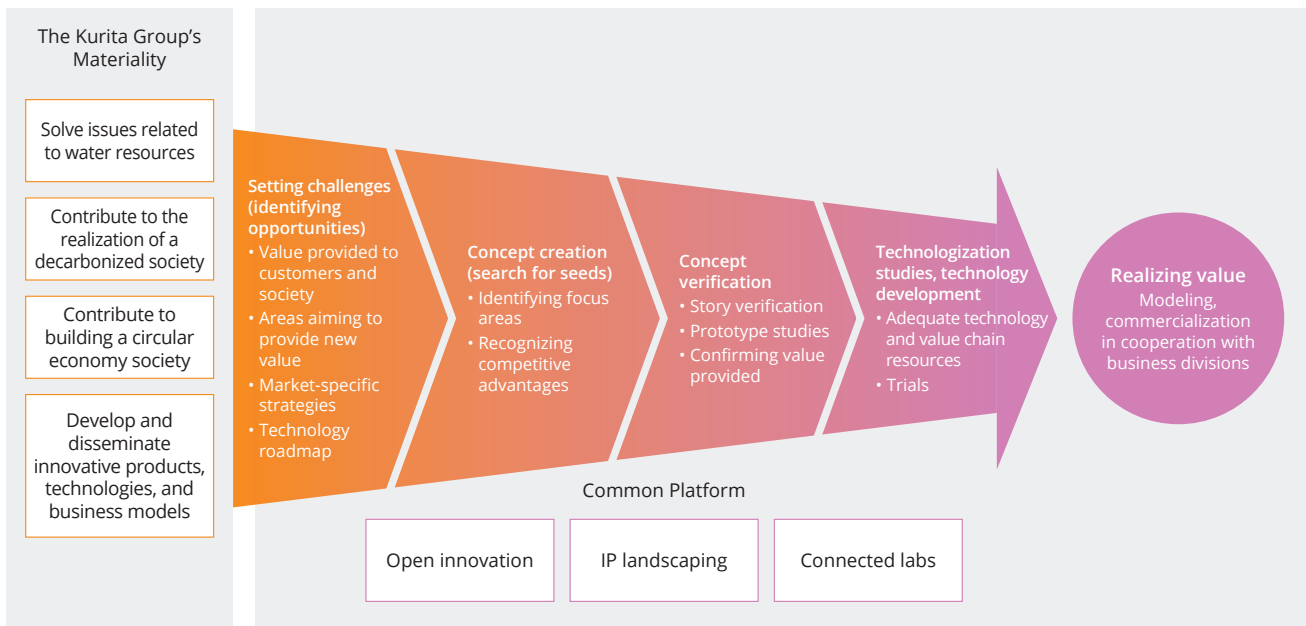 The Kurita Group’s
Materiality
Solve issues related
to water resources
Contribute to the
realization of a
decarbonized society
Contribute to
building a circular
economy society
Develop and
disseminate
innovative products,
technologies, and
business models
Setting challenges
(identifying
opportunities)
• Value provided to
customers and
society
• Areas aiming to
provide new
value
• Market-specific
strategies
• Technology
roadmap
Concept creation
(search for seeds)
• Identifying focus
areas
• Recognizing
competitive
advantages
Concept
verification
• Story verification
• Prototype studies
• Confirming value
provided
Technologization
studies, technology
development
• Adequate technology
and value chain
resources
• Trials
Realizing value
Modeling,
commercialization
in cooperation with
business divisions
Common Platform
Open innovation
IP landscaping
Connected labs